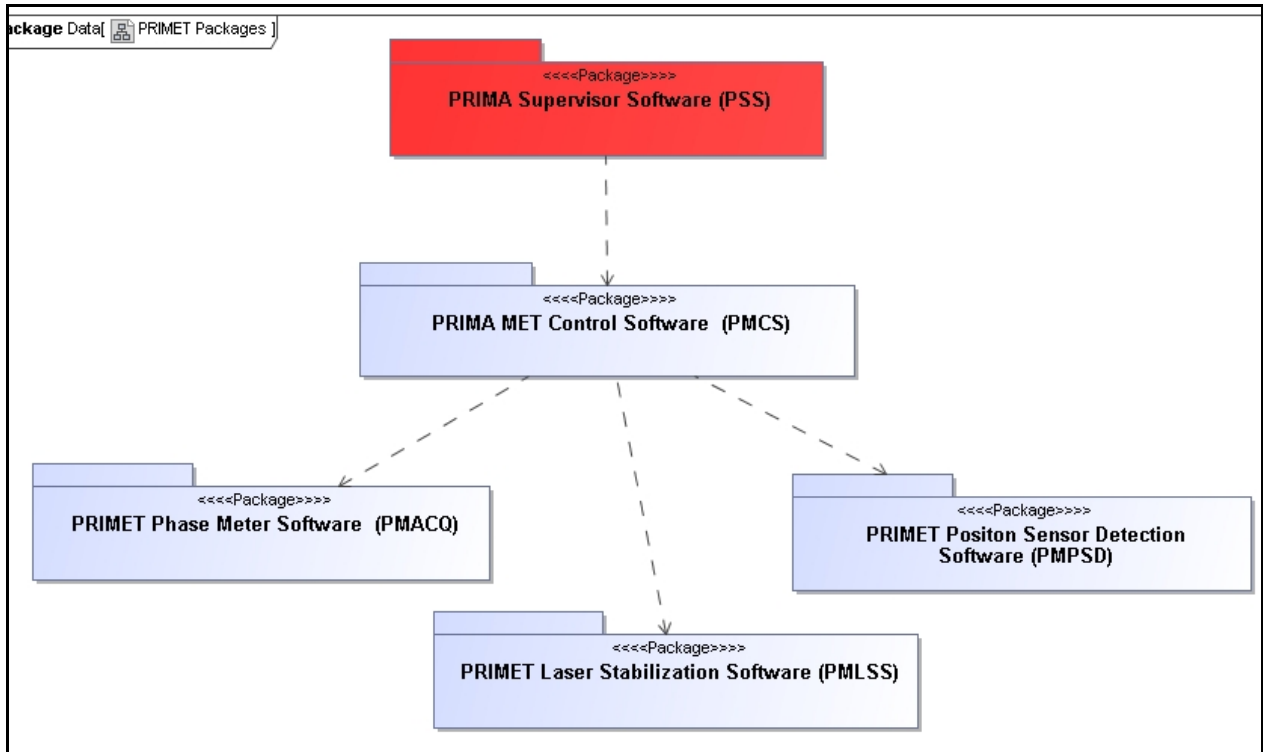 ackage Data[ PRIMET Packages ]
<<<<Package>>>>
PRIMA Supervisor Software (PSS)
<<<<Package>>>>
PRIMA MET Control Software (PMCS)
<<<<Package>>>>
PRIMET Phase Meter Software (PMACQ)
<<<<Package>>>>
PRIMET Positon Sensor Detection
Software (PMPSD)
<<<<Package>>>>
PRIMET Laser Stabilization Software (PMLSS)